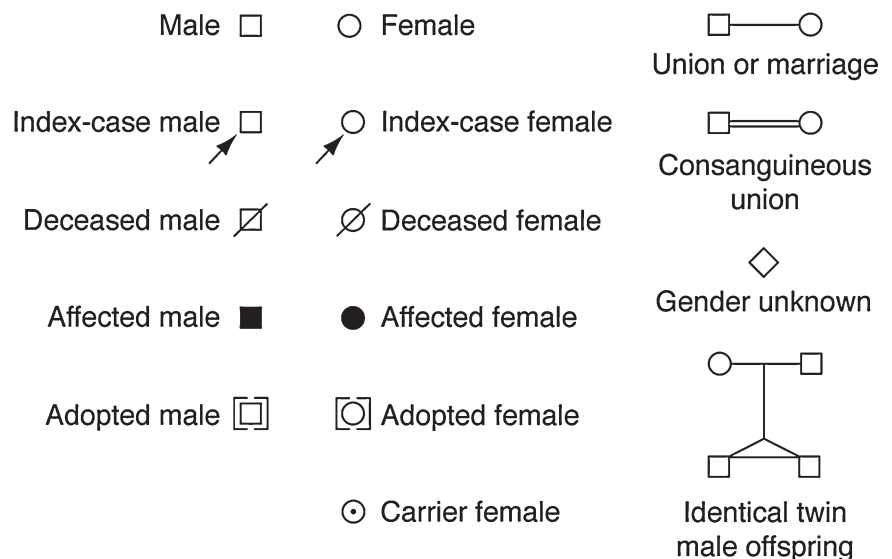 Male
Female
Union or marriage
Index-case male
Index-case female
Consanguineous
union
Deceased male
Deceased female
Gender unknown
Affected male
Affected female
Adopted male
Adopted female
Carrier female
Identical twin
male offspring